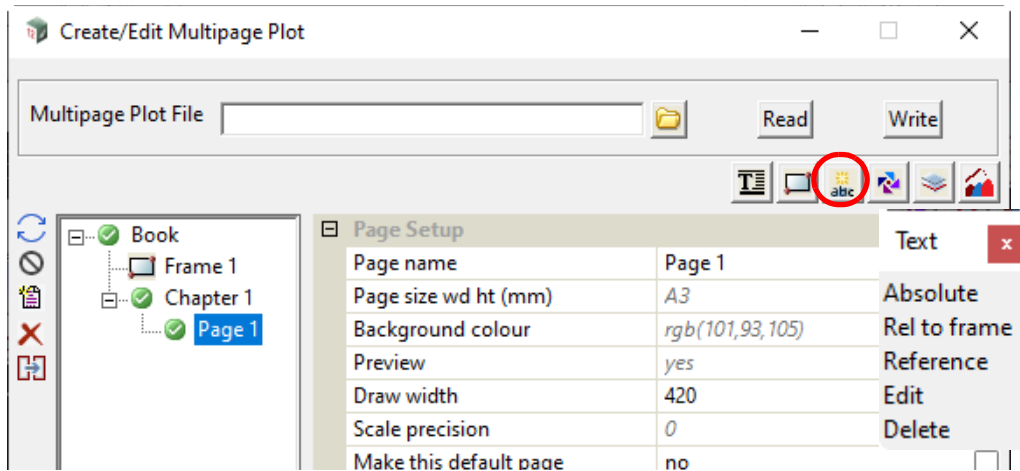 Create/Edit Multipage Plot
Multipage Plot File
Read
Write
T
abc
Book
Frame 1
Chapter 1
Page 1
Page Setup
Page name Page 1
Page size wd ht (mm) A3
Background colour rgb(101,93,105)
Preview yes
Draw width 420
Scale precision 0
Make this default page no
Text x
Absolute
Rel to frame
Reference
Edit
Delete